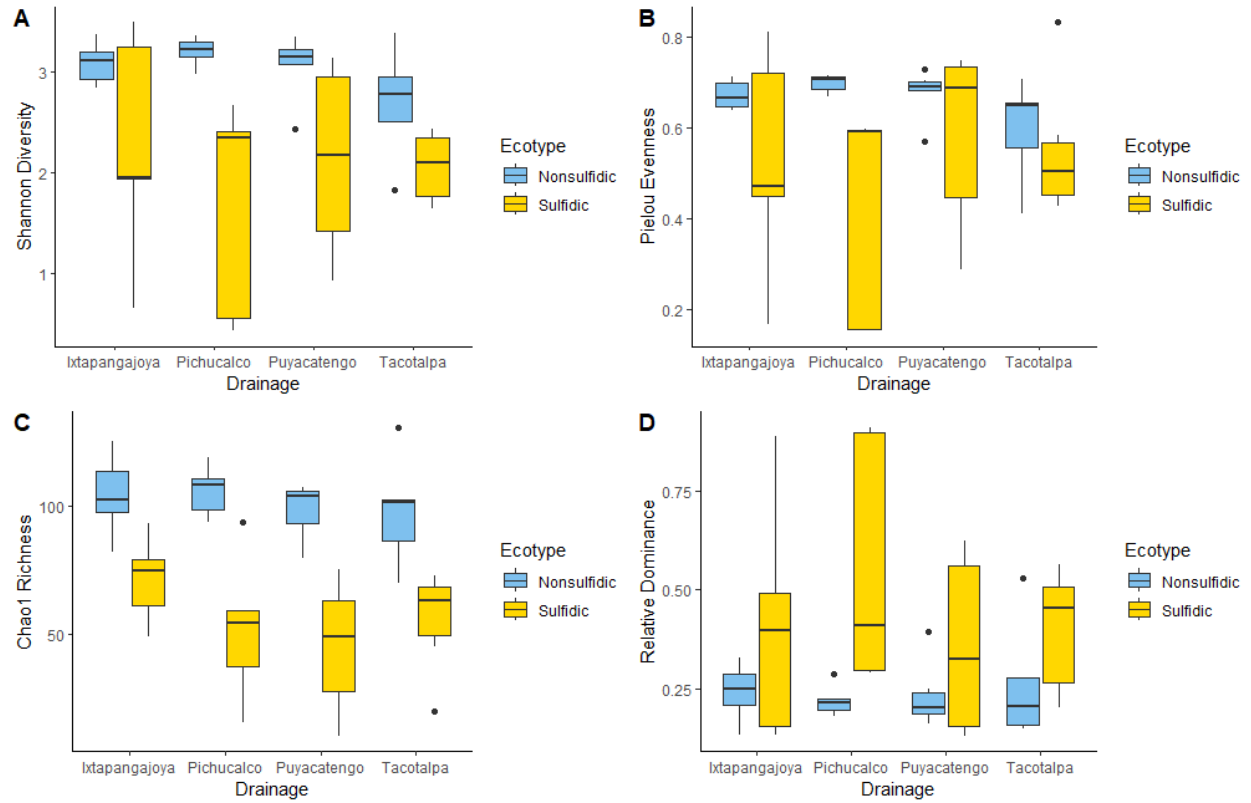 A
Shannon Diversity
3
2
1
Ixtapangajoya Pichucalco Puyacatengo Tacotalpa
Drainage
Ecotype
Nonsulfidic
Sulfidic
B
Pielou Evenness
0.8
0.6
0.4
0.2
Ixtapangajoya Pichucalco Puyacatengo Tacotalpa
Drainage
Ecotype
Nonsulfidic
Sulfidic
C
Chao1 Richness
100
50
Ixtapangajoya Pichucalco Puyacatengo Tacotalpa
Drainage
Ecotype
Nonsulfidic
Sulfidic
D
Relative Dominance
0.75
0.50
0.25
Ixtapangajoya Pichucalco Puyacatengo Tacotalpa
Drainage
Ecotype
Nonsulfidic
Sulfidic